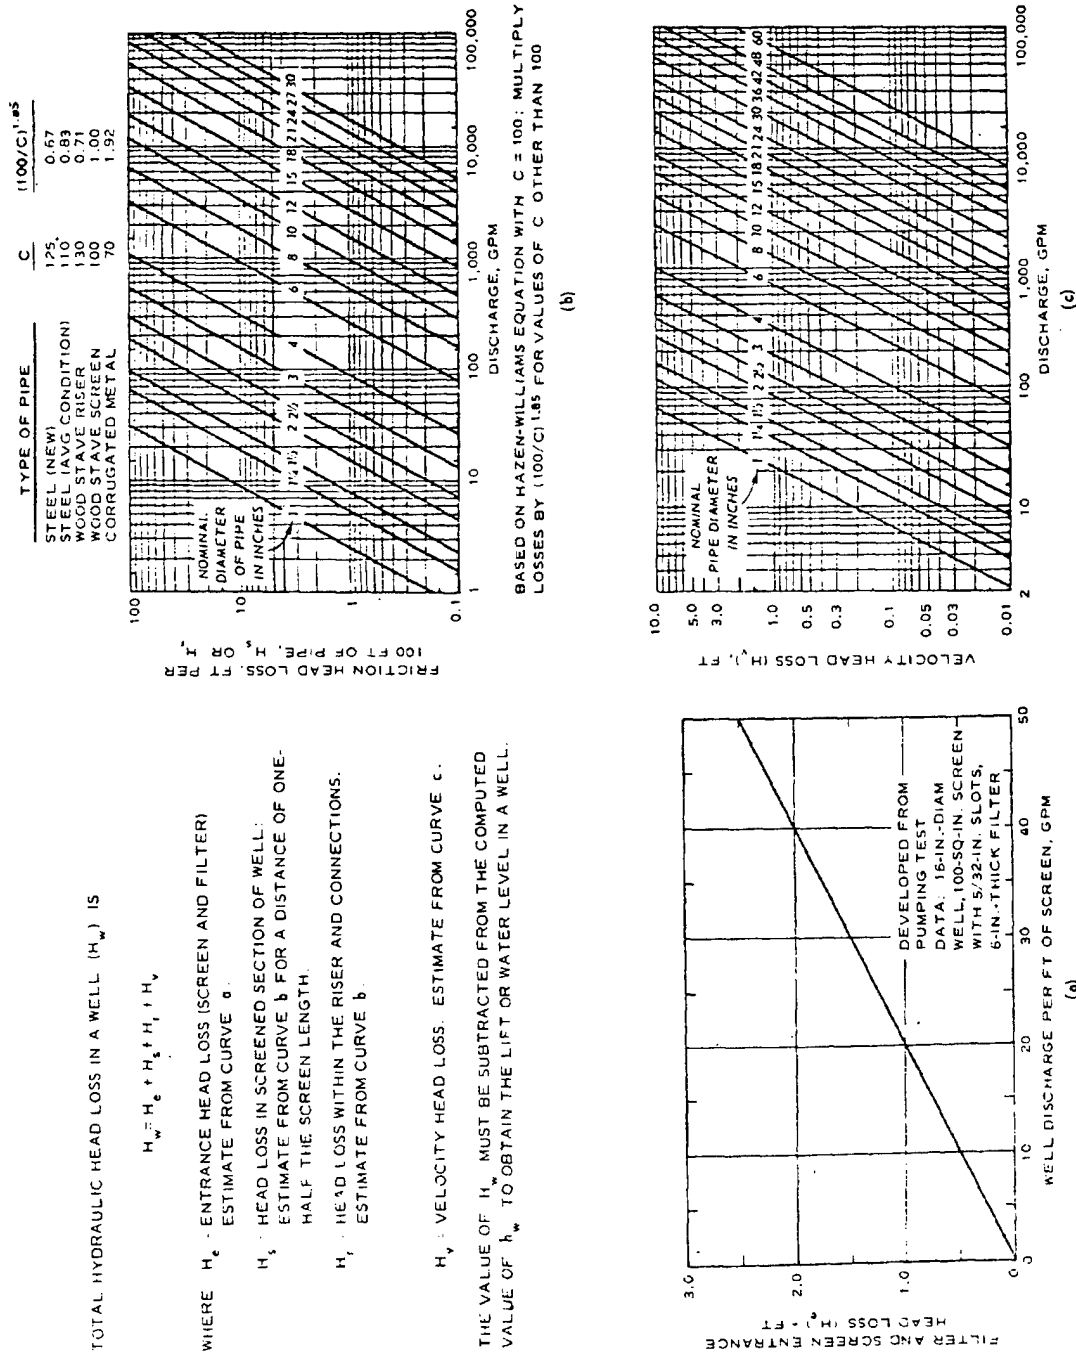 TOTAL HYDRAULIC HEAD LOSS IN A WELL (Hw) IS
Hw = He + Hs + Hr + Hv
WHERE He - ENTRANCE HEAD LOSS (SCREEN AND FILTER)
ESTIMATE FROM CURVE a.
Hs - HEAD LOSS IN SCREENED SECTION OF WELL:
ESTIMATE FROM CURVE b FOR A DISTANCE OF ONE-
HALF THE SCREEN LENGTH.
Hr - HEAD LOSS WITHIN THE RISER AND CONNECTIONS.
ESTIMATE FROM CURVE b.
Hv - VELOCITY HEAD LOSS. ESTIMATE FROM CURVE c.
THE VALUE OF Hw MUST BE SUBTRACTED FROM THE COMPUTED
VALUE OF hw TO OBTAIN THE LIFT OR WATER LEVEL IN A WELL.
TYPE OF PIPE C (100/C)1.85
STEEL (NEW) 125 0.67
STEEL (AVG CONDITION) 110 0.83
WOOD STAVE RISER 130 0.71
WOOD STAVE SCREEN 100 1.00
CORRUGATED METAL 70 1.92
FRICTION HEAD LOSS, FT PER
100 FT OF PIPE, Hs OR Hr
100
10
1
0.1
NOMINAL
DIAMETER
OF PIPE
IN INCHES
1 1¼ 1½ 2 2½ 3 4 6 8 10 12 15 18 21 24 27 30
1 10 100 1,000 10,000 100,000
DISCHARGE, GPM
(b)
BASED ON HAZEN-WILLIAMS EQUATION WITH C = 100; MULTIPLY
LOSSES BY (100/C) 1.85 FOR VALUES OF C OTHER THAN 100
FILTER AND SCREEN ENTRANCE
HEAD LOSS (He) - FT
3.0
2.0
1.0
0
DEVELOPED FROM
PUMPING TEST
DATA: 16-IN.-DIAM
WELL, 100-SQ-IN. SCREEN
WITH 5/32-IN. SLOTS,
6-IN.-THICK FILTER
0 10 20 30 40 50
WELL DISCHARGE PER FT OF SCREEN, GPM
(a)
VELOCITY HEAD LOSS (Hv), FT
10.0
5.0
3.0
1.0
0.5
0.3
0.1
0.05
0.03
0.01
NOMINAL
PIPE DIAMETER
IN INCHES
1 1¼ 1½ 2 2½ 3 4 6 8 10 12 15 18 21 24 30 36 42 48 60
2 10 100 1,000 10,000 100,000
DISCHARGE, GPM
(c)